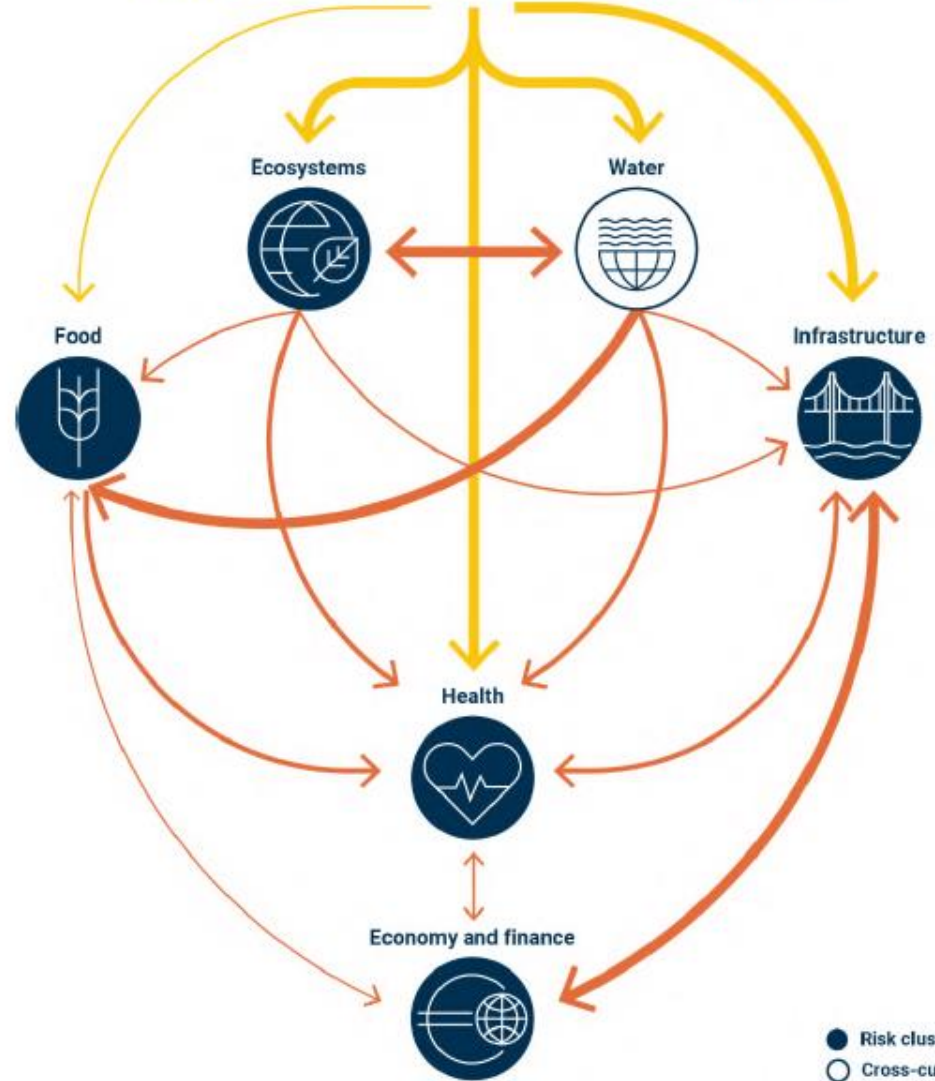 Ecosystems
Water
Food
Infrastructure
Health
Economy and finance
Risk clus
Cross-cu